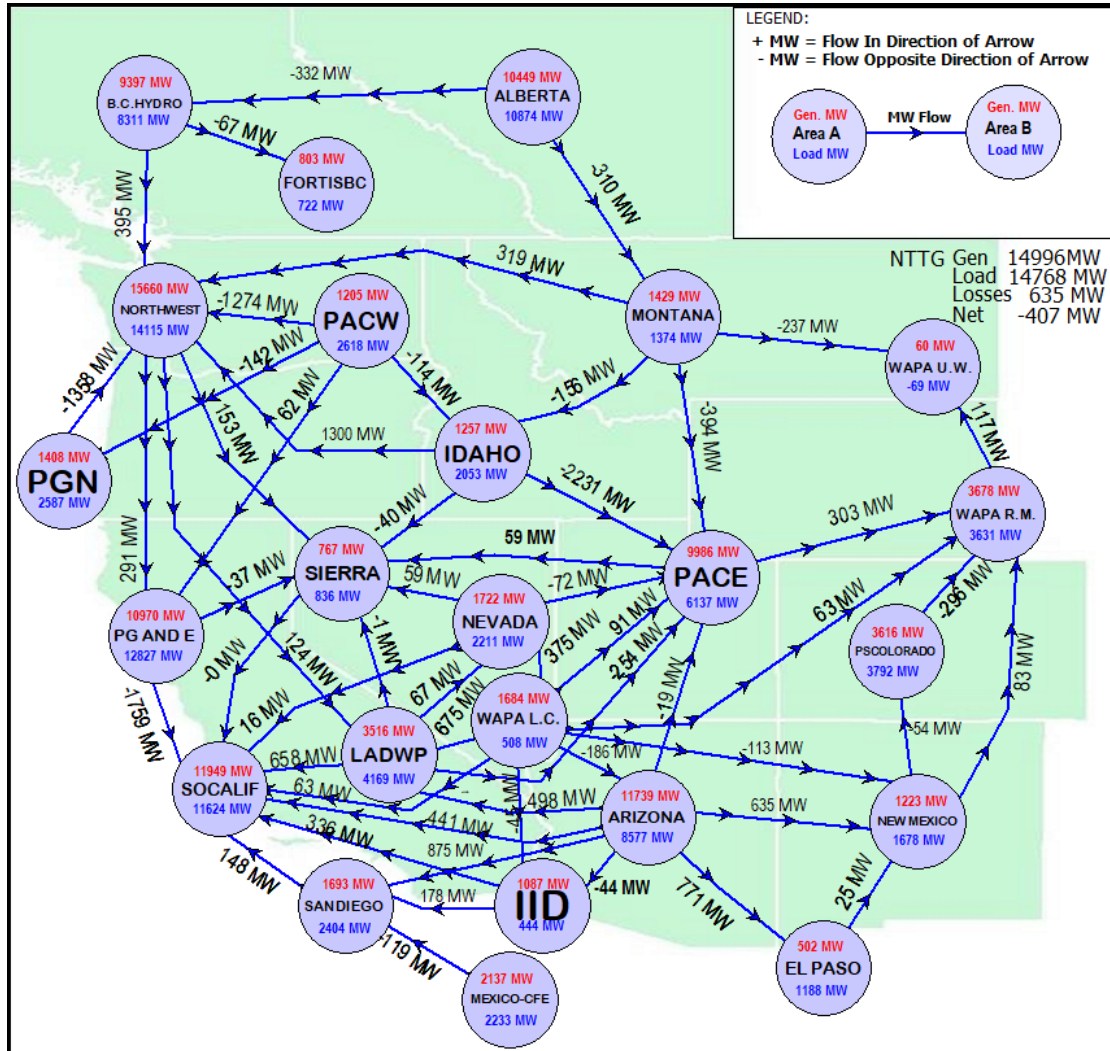 LEGEND:
+ MW = Flow In Direction of Arrow
- MW = Flow Opposite Direction of Arrow
Gen. MW
Area A
Load MW
MW Flow
Gen. MW
Area B
Load MW
NTTG Gen 14996MW
Load 14768 MW
Losses 635 MW
Net -407 MW
9397 MW
B.C.HYDRO
8311 MW
-332 MW
10449 MW
ALBERTA
10874 MW
-67 MW
803 MW
FORTISBC
722 MW
395 MW
-310 MW
15660 MW
NORTHWEST
14115 MW
-1274 MW
1205 MW
PACW
2618 MW
319 MW
1429 MW
MONTANA
1374 MW
-237 MW
60 MW
WAPA U.W.
-69 MW
-1358 MW
-142 MW
153 MW
62 MW
-114 MW
-156 MW
-394 MW
117 MW
1408 MW
PGN
2587 MW
1300 MW
1257 MW
IDAHO
2053 MW
-2231 MW
3678 MW
WAPA R.M.
3631 MW
303 MW
291 MW
-40 MW
767 MW
SIERRA
836 MW
59 MW
9986 MW
PACE
6137 MW
-37 MW
59 MW
-72 MW
1722 MW
NEVADA
2211 MW
10970 MW
PG AND E
12827 MW
-0 MW
124 MW
-1 MW
375 MW
91 MW
-254 MW
63 MW
-296 MW
3616 MW
PSCOLORADO
3792 MW
-1759 MW
16 MW
67 MW
675 MW
1684 MW
WAPA L.C.
508 MW
-19 MW
83 MW
-54 MW
3516 MW
LADWP
4169 MW
658 MW
-186 MW
-113 MW
11949 MW
SOCALIF
11624 MW
63 MW
-45 MW
498 MW
11739 MW
ARIZONA
8577 MW
635 MW
1223 MW
NEW MEXICO
1678 MW
441 MW
336 MW
875 MW
148 MW
1693 MW
SANDIEGO
2404 MW
178 MW
1087 MW
IID
444 MW
-44 MW
771 MW
25 MW
-119 MW
2137 MW
MEXICO-CFE
2233 MW
502 MW
EL PASO
1188 MW